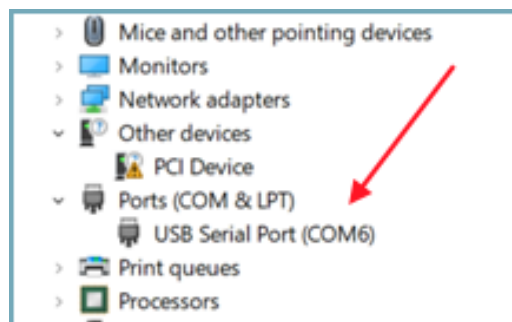 Mice and other pointing devices
Monitors
Network adapters
Other devices
PCI Device
Ports (COM & LPT)
USB Serial Port (COM6)
Print queues
Processors